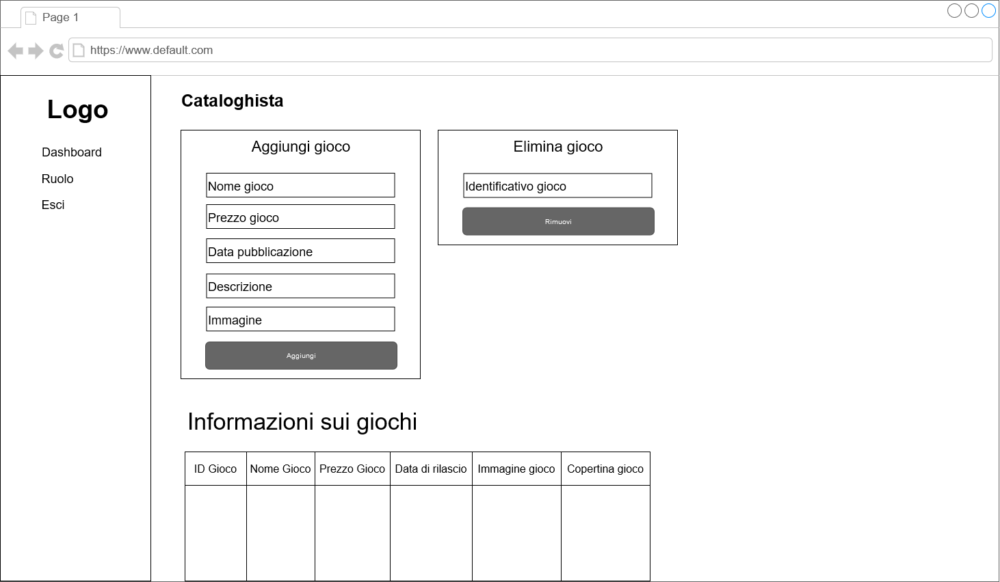 Page 1
https://www.default.com
Logo
Dashboard
Ruolo
Esci
Cataloghista
Aggiungi gioco
Nome gioco
Prezzo gioco
Data pubblicazione
Descrizione
Immagine
Aggiungi
Elimina gioco
Identificativo gioco
Rimuovi
Informazioni sui giochi
ID Gioco Nome Gioco Prezzo Gioco Data di rilascio Immagine gioco Copertina gioco